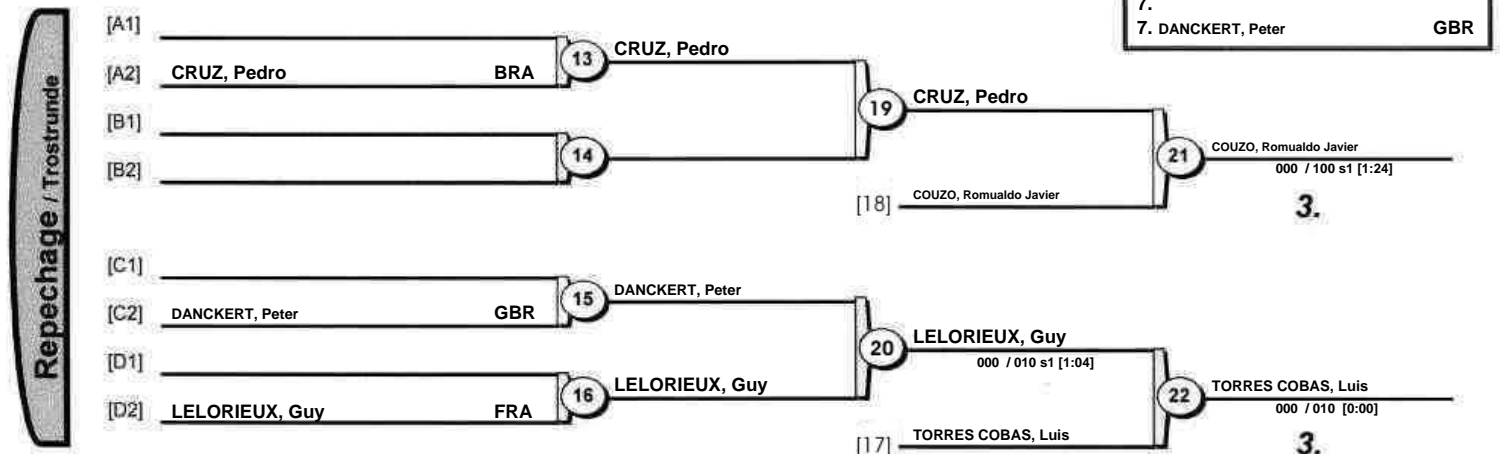 7.
7. DANCKERT, Peter GBR
Repechage / Trostrunde
[A1]
[A2] CRUZ, Pedro BRA
13
CRUZ, Pedro
[B1]
[B2]
14
19
CRUZ, Pedro
[18] COUZO, Romualdo Javier
21
COUZO, Romualdo Javier
000 / 100 s1 [1:24]
3.
[C1]
[C2] DANCKERT, Peter GBR
15
DANCKERT, Peter
[D1]
[D2] LELORIEUX, Guy FRA
16
LELORIEUX, Guy
20
LELORIEUX, Guy
000 / 010 s1 [1:04]
[17] TORRES COBAS, Luis
22
TORRES COBAS, Luis
000 / 010 [0:00]
3.